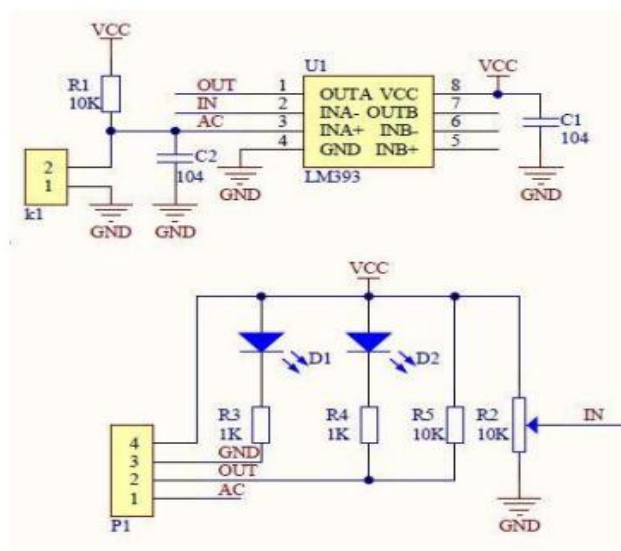 VCC
R1
10K
2
1
k1
GND
C2
104
GND
OUT
IN
AC
1
2
3
4
GND
U1
OUTA VCC
INA- OUTB
INA+ INB-
GND INB+
LM393
8
7
6
5
VCC
C1
104
GND
VCC
D1
D2
R3
1K
R4
1K
R5
10K
R2
10K
IN
GND
4
3
2
1
P1
GND
OUT
AC